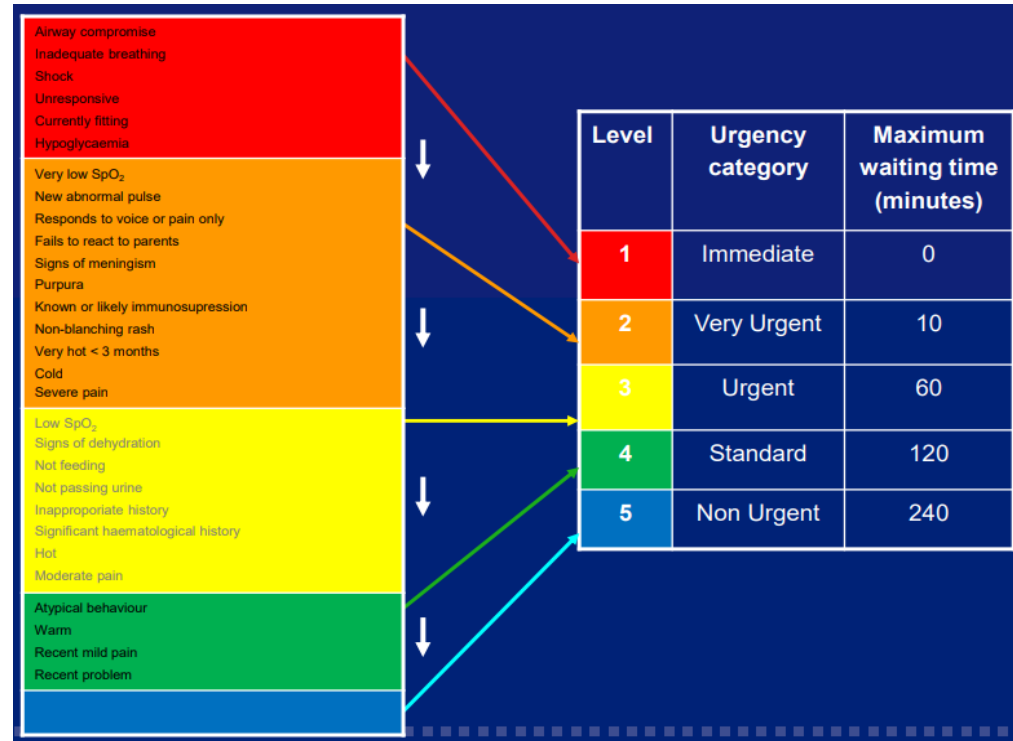 Airway compromise
Inadequate breathing
Shock
Unresponsive
Currently fitting
Hypoglycaemia
Very low SpO₂
New abnormal pulse
Responds to voice or pain only
Fails to react to parents
Signs of meningism
Purpura
Known or likely immunosupression
Non-blanching rash
Very hot < 3 months
Cold
Severe pain
Low SpO₂
Signs of dehydration
Not feeding
Not passing urine
Inapproporiate history
Significant haematological history
Hot
Moderate pain
Atypical behaviour
Warm
Recent mild pain
Recent problem
Level Urgency category Maximum waiting time (minutes)
1 Immediate 0
2 Very Urgent 10
3 Urgent 60
4 Standard 120
5 Non Urgent 240